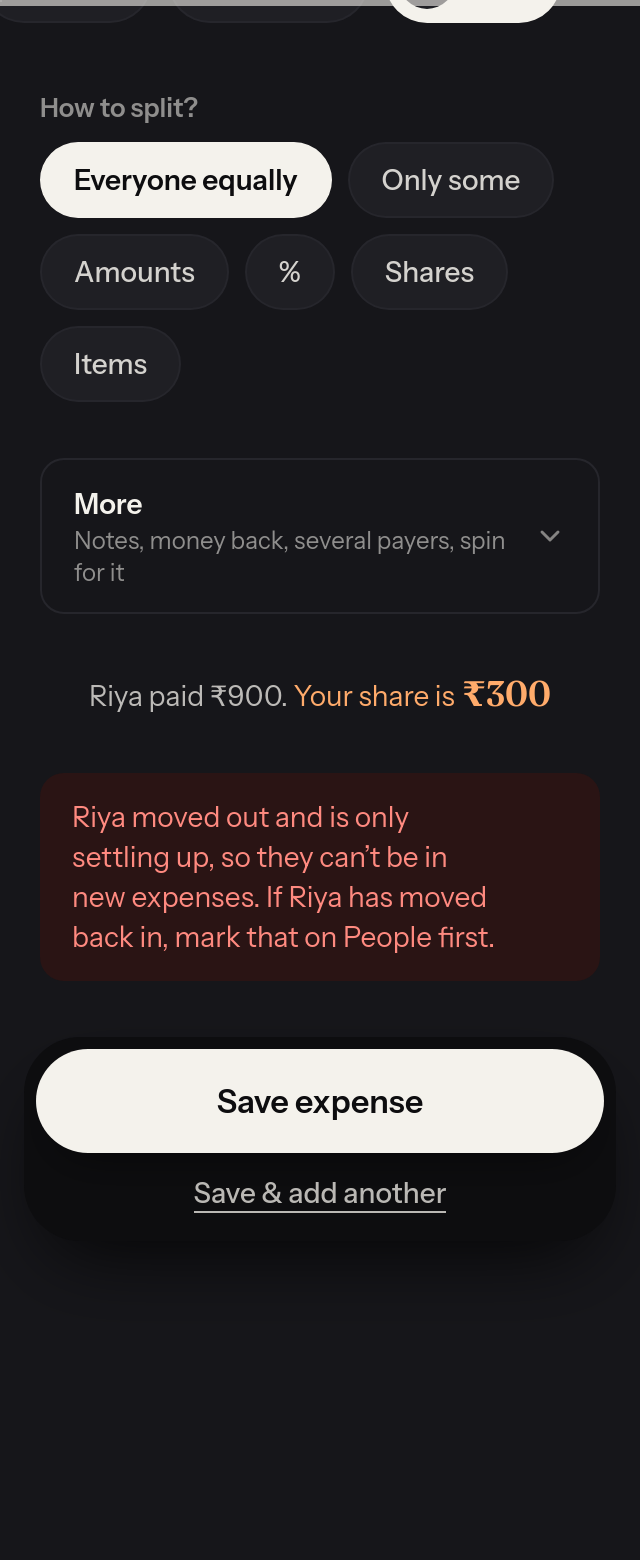 How to split?
Everyone equally
Only some
Amounts
%
Shares
Items
More
Notes, money back, several payers, spin
for it
Riya paid ₹900. Your share is ₹300
Riya moved out and is only
settling up, so they can’t be in
new expenses. If Riya has moved
back in, mark that on People first.
Save expense
Save & add another